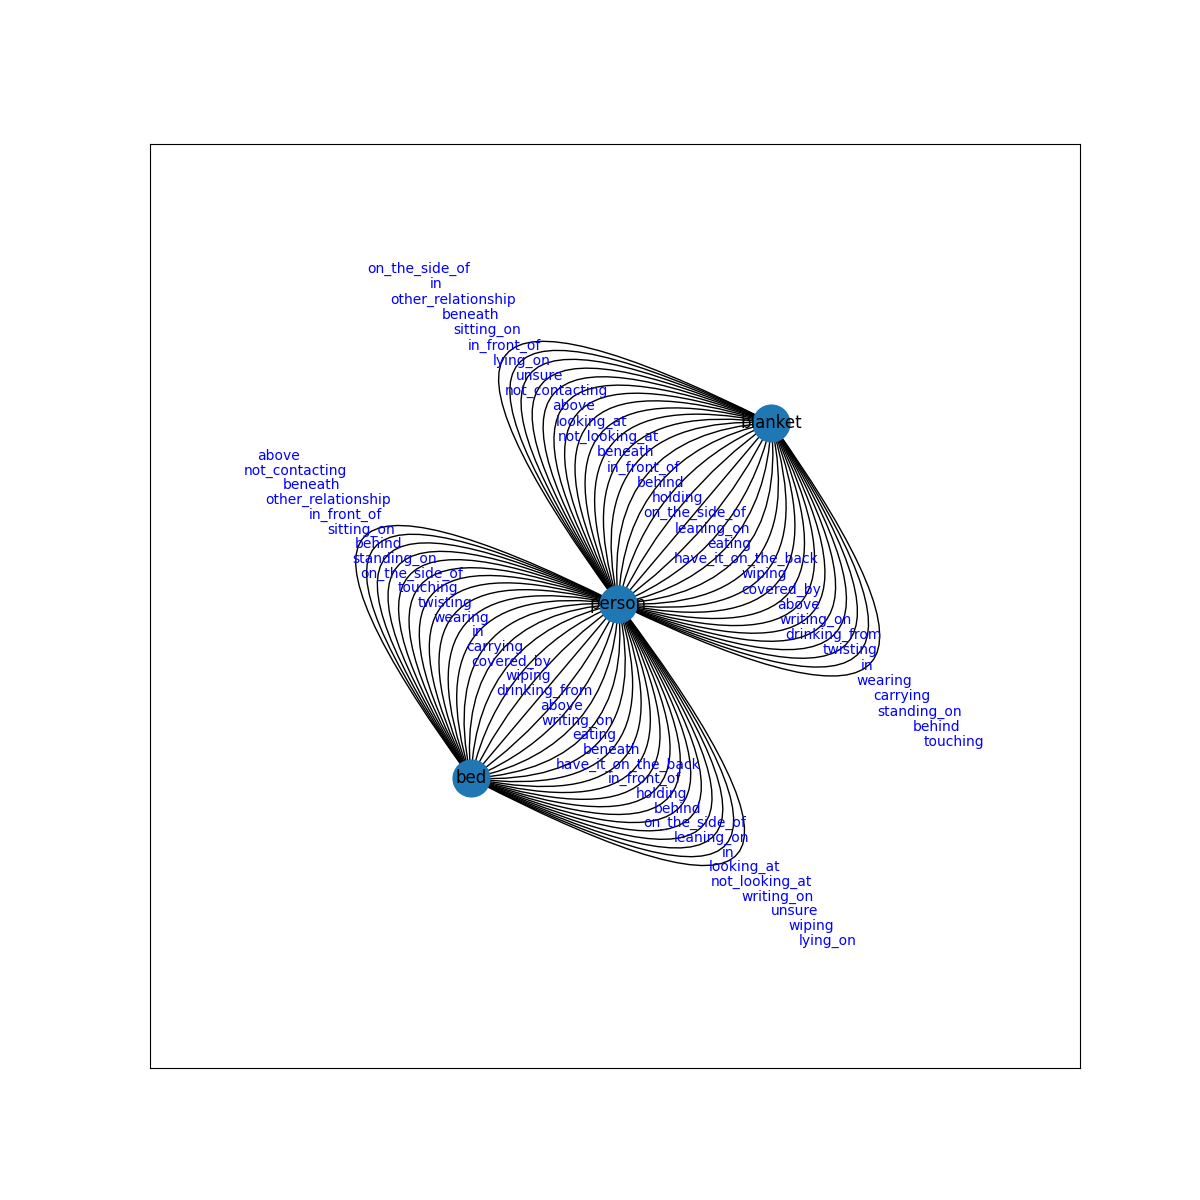 on_the_side_of
in
other_relationship
beneath
sitting_on
in_front_of
lying_on
unsure
not_contacting
above
looking_at
not_looking_at
beneath
in_front_of
behind
holding
on_the_side_of
leaning_on
eating
have_it_on_the_back
wiping
covered_by
above
writing_on
drinking_from
twisting
in
wearing
carrying
standing_on
behind
touching
blanket
person
above
not_contacting
beneath
other_relationship
in_front_of
sitting_on
behind
standing_on
on_the_side_of
touching
twisting
wearing
in
carrying
covered_by
wiping
drinking_from
above
writing_on
eating
beneath
have_it_on_the_back
in_front_of
holding
behind
on_the_side_of
leaning_on
in
looking_at
not_looking_at
writing_on
unsure
wiping
lying_on
bed